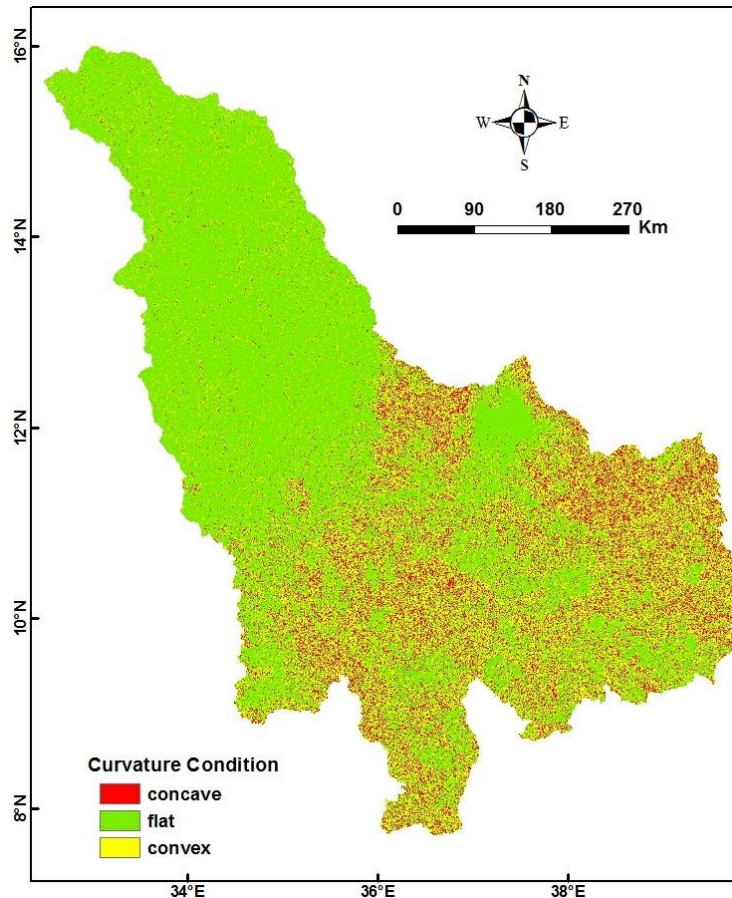 16°N
N
W E
S
0 90 180 270
Km
14°N
12°N
10°N
8°N
Curvature Condition
concave
flat
convex
34°E 36°E 38°E